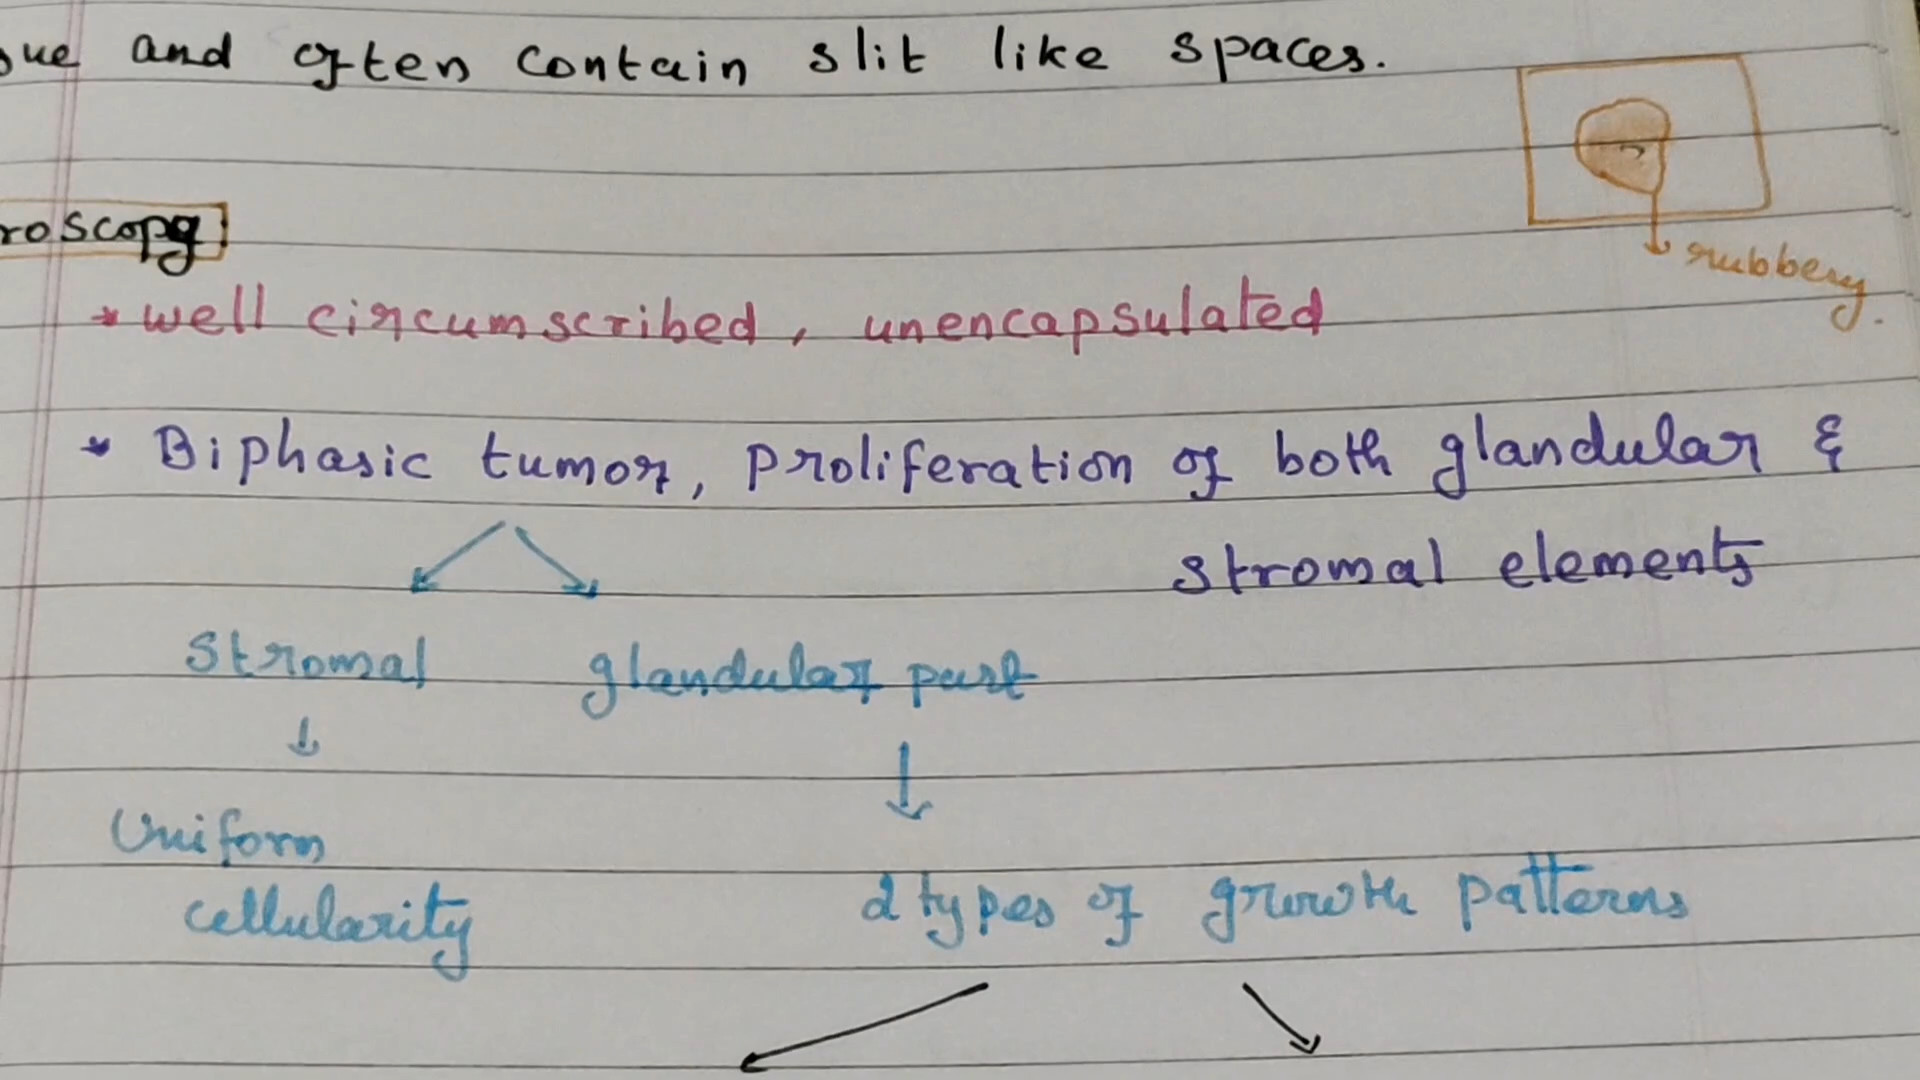 and often contain slit like spaces.
rubbery.
roscopy
* well circumscribed, unencapsulated
* Biphasic tumor, proliferation of both glandular &
stromal elements
stromal glandular part
↓ ↓
Uniform
cellularity
2 types of growth patterns